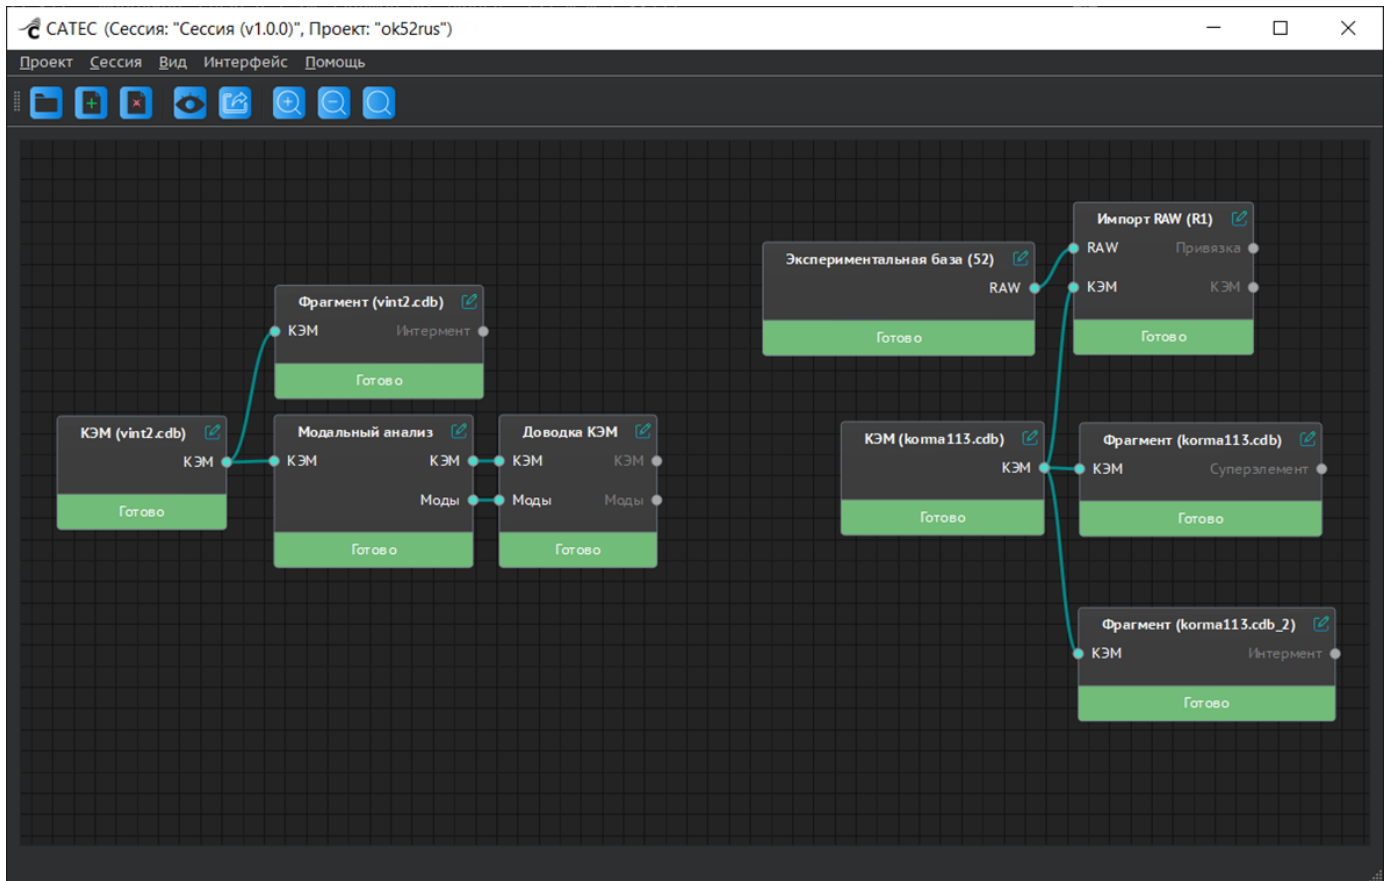 CATEC (Сессия: "Сессия (v1.0.0)", Проект: "ok52rus")
Проект Сессия Вид Интерфейс Помощь
Фрагмент (vint2.cdb)
КЭМ Интермент
Готово
КЭМ (vint2.cdb)
КЭМ
Готово
Модальный анализ
КЭМ КЭМ
Моды
Готово
Доводка КЭМ
КЭМ КЭМ
Моды Моды
Готово
Экспериментальная база (52)
RAW
Готово
Импорт RAW (R1)
RAW Привязка
КЭМ КЭМ
Готово
КЭМ (korma113.cdb)
КЭМ
Готово
Фрагмент (korma113.cdb)
КЭМ Суперэлемент
Готово
Фрагмент (korma113.cdb_2)
КЭМ Интермент
Готово